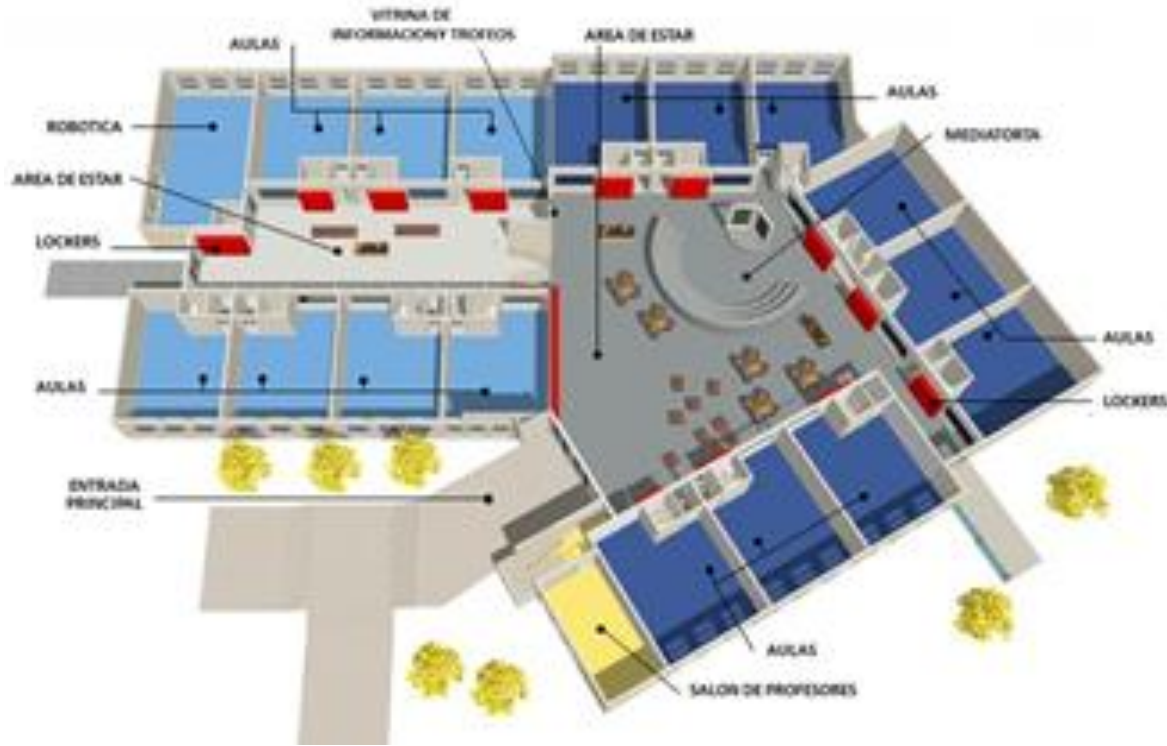 VITRINA DE
INFORMACION Y TROFEOS
AREA DE ESTAR
AULAS
AULAS
ROBOTICA
MEDIATORTA
AREA DE ESTAR
LOCKERS
AULAS
AULAS
LOCKERS
ENTRADA
PRINCIPAL
AULAS
SALON DE PROFESORES